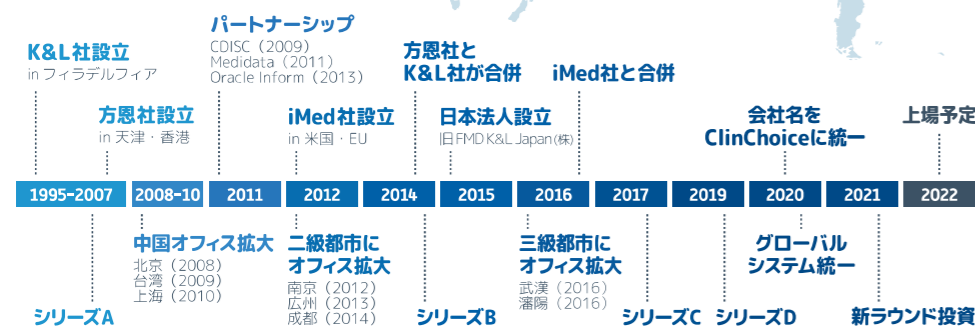 パートナーシップ
CDISC（2009）
Medidata（2011）
Oracle Inform（2013）
K&L社設立
in フィラデルフィア
方恩社と
K&L社が合併
iMed社と合併
方恩社設立
in 天津・香港
iMed社設立
in 米国・EU
日本法人設立
旧FMD K&L Japan(株)
会社名を
ClinChoiceに統一
上場予定
1995-2007
2008-10
2011
2012
2014
2015
2016
2017
2019
2020
2021
2022
中国オフィス拡大
北京（2008）
台湾（2009）
上海（2010）
二級都市に
オフィス拡大
南京（2012）
広州（2013）
成都（2014）
三級都市に
オフィス拡大
武漢（2016）
瀋陽（2016）
グローバル
システム統一
シリーズA
シリーズB
シリーズC
シリーズD
新ラウンド投資